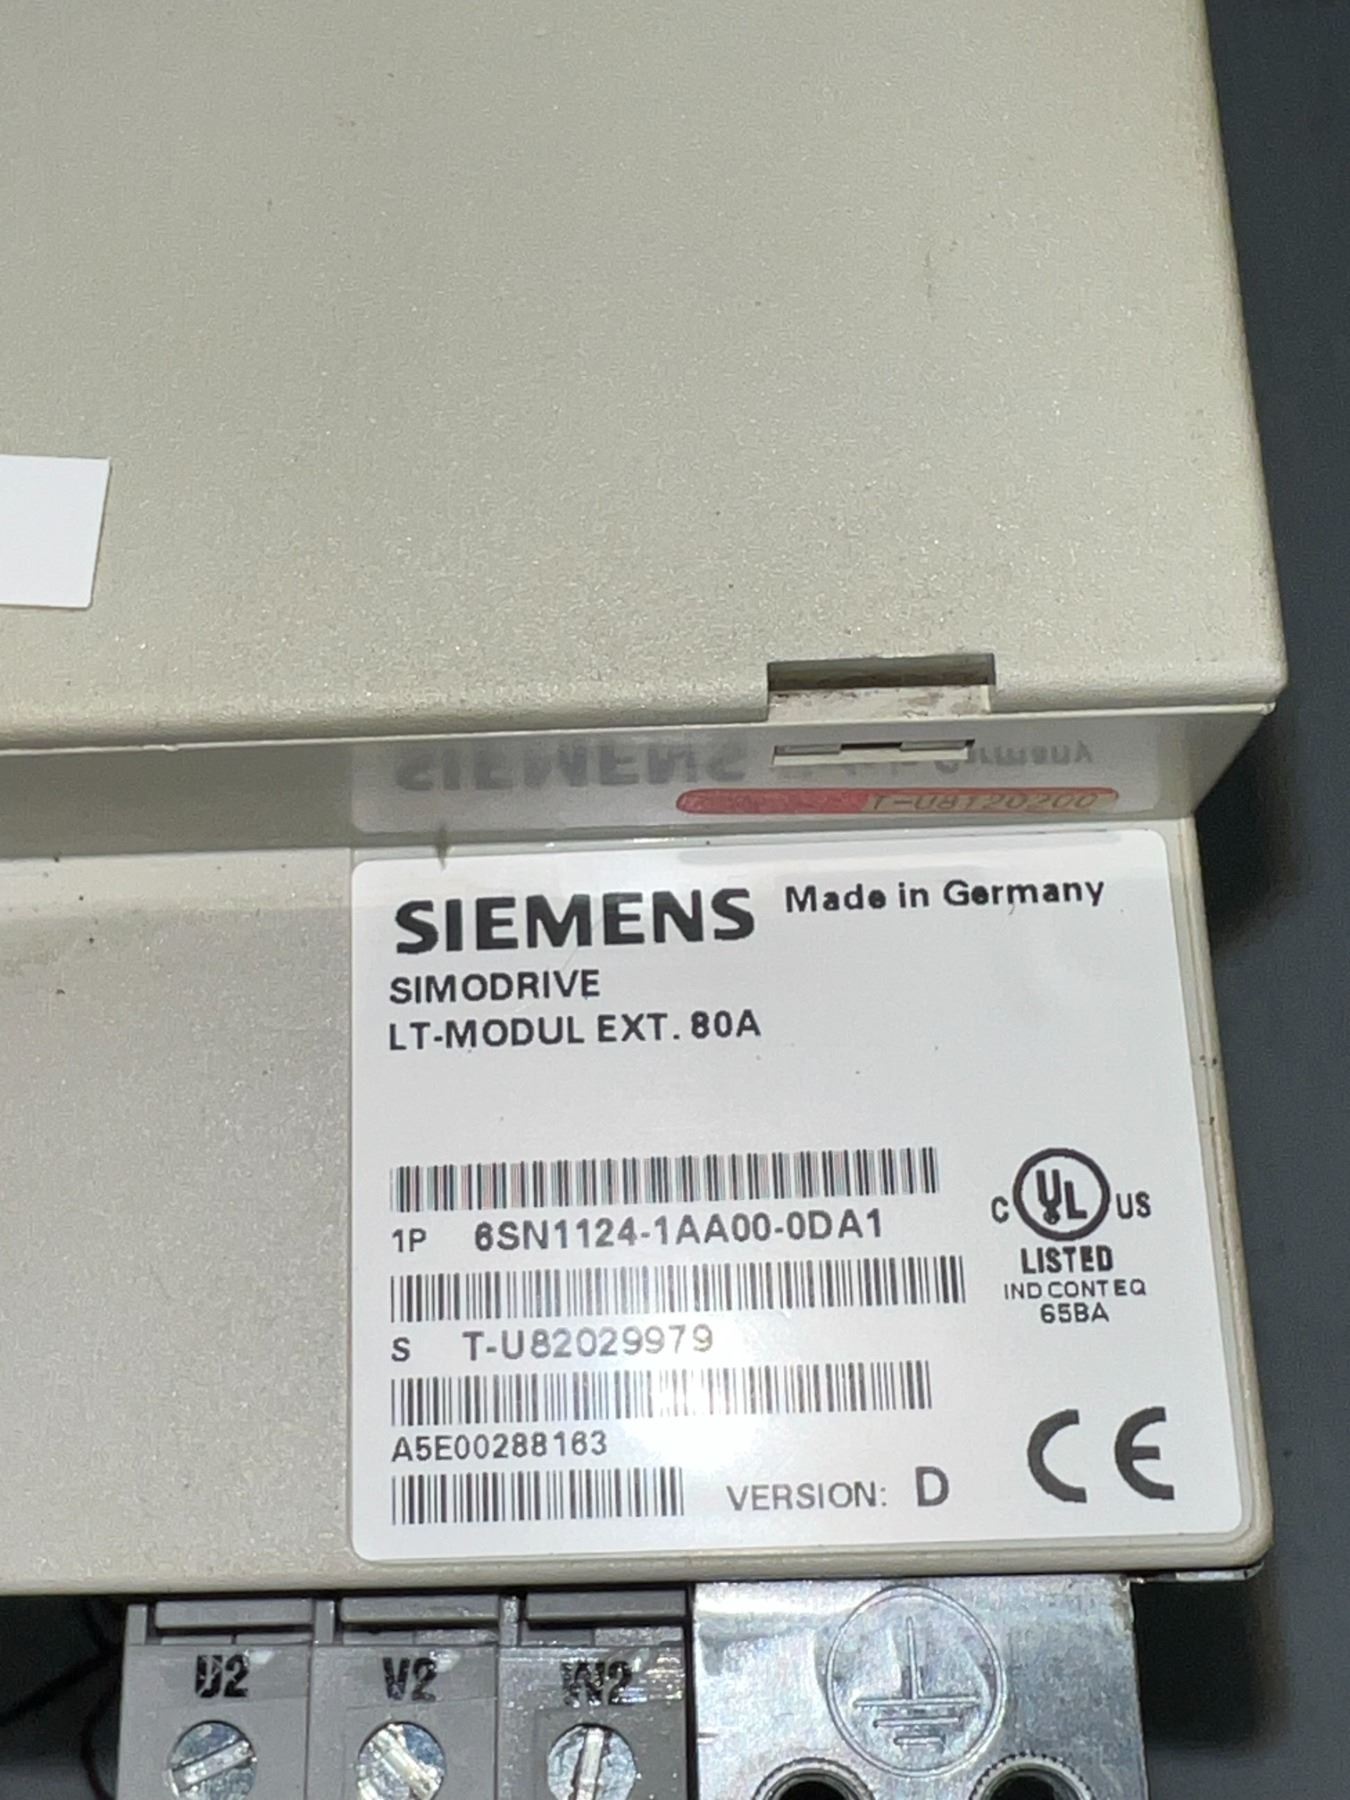 T-U8120200
SIEMENS Made in Germany
SIMODRIVE
LT-MODUL EXT. 80A
1P 6SN1124-1AA00-0DA1
C UL US
LISTED
IND CONT EQ
65BA
S T-U82029979
A5E00288163
VERSION: D
CE
U2 V2 W2